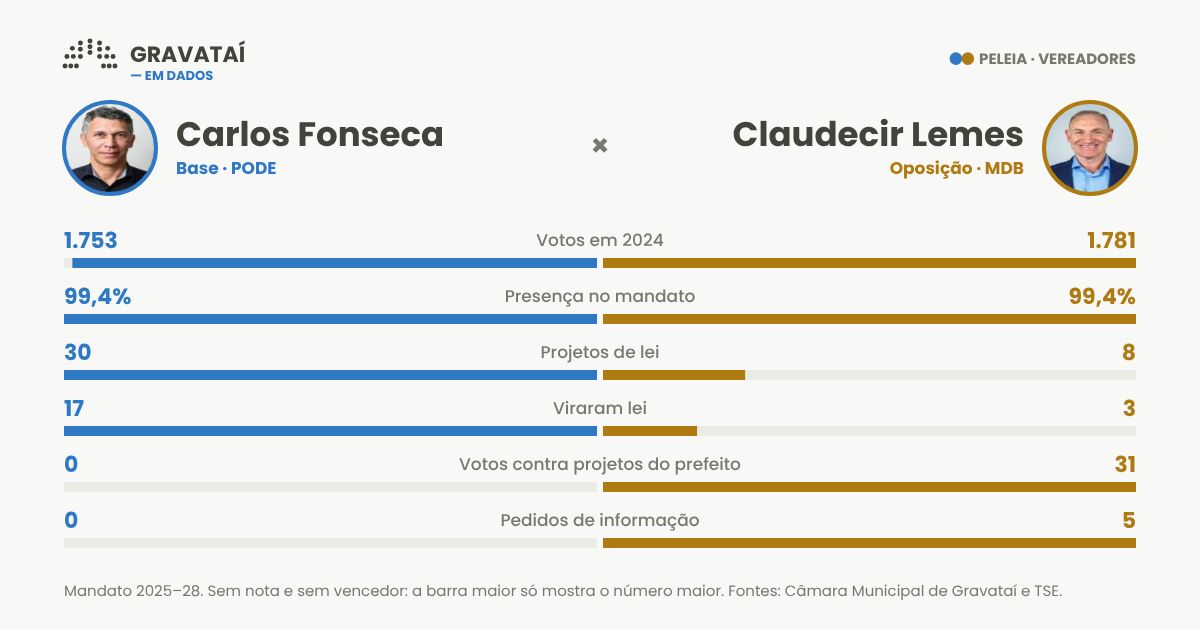 GRAVATAÍ
— EM DADOS
PELEIA · VEREADORES
Carlos Fonseca
Base · PODE
×
Claudecir Lemes
Oposição · MDB
1.753 Votos em 2024 1.781
99,4% Presença no mandato 99,4%
30 Projetos de lei 8
17 Viraram lei 3
0 Votos contra projetos do prefeito 31
0 Pedidos de informação 5
Mandato 2025–28. Sem nota e sem vencedor: a barra maior só mostra o número maior. Fontes: Câmara Municipal de Gravataí e TSE.